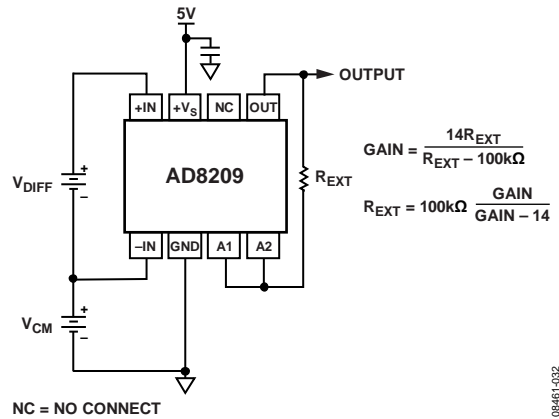 5V
OUTPUT
+IN +VS NC OUT
AD8209
VDIFF
+
–
REXT
GAIN = 14REXT / REXT – 100kΩ
REXT = 100kΩ GAIN / GAIN – 14
–IN GND A1 A2
VCM
+
–
NC = NO CONNECT
09461-032